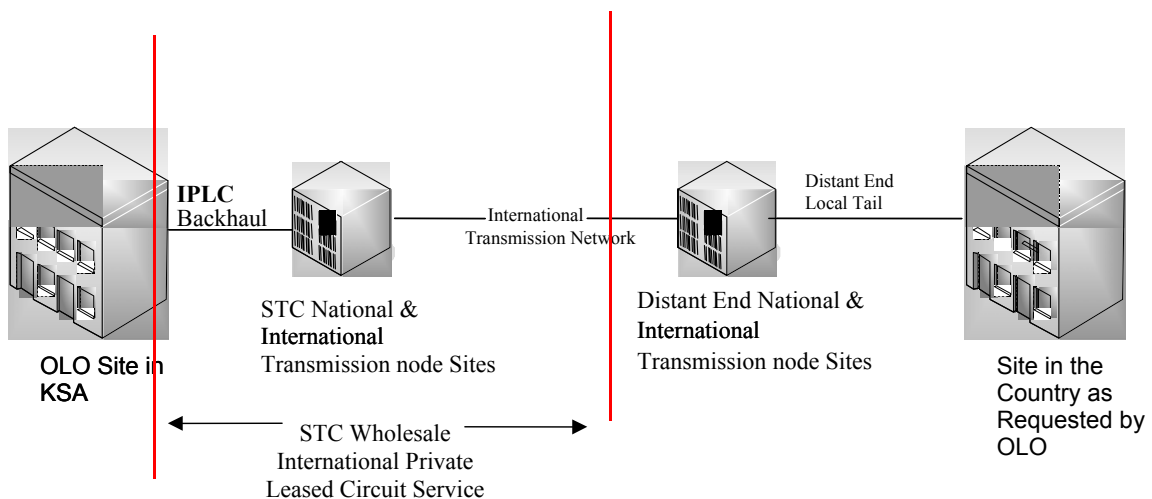 IPLC
Backhaul
International
Transmission Network
Distant End
Local Tail
STC National &
International
Transmission node Sites
Distant End National &
International
Transmission node Sites
OLO Site in
KSA
Site in the
Country as
Requested by
OLO
STC Wholesale
International Private
Leased Circuit Service